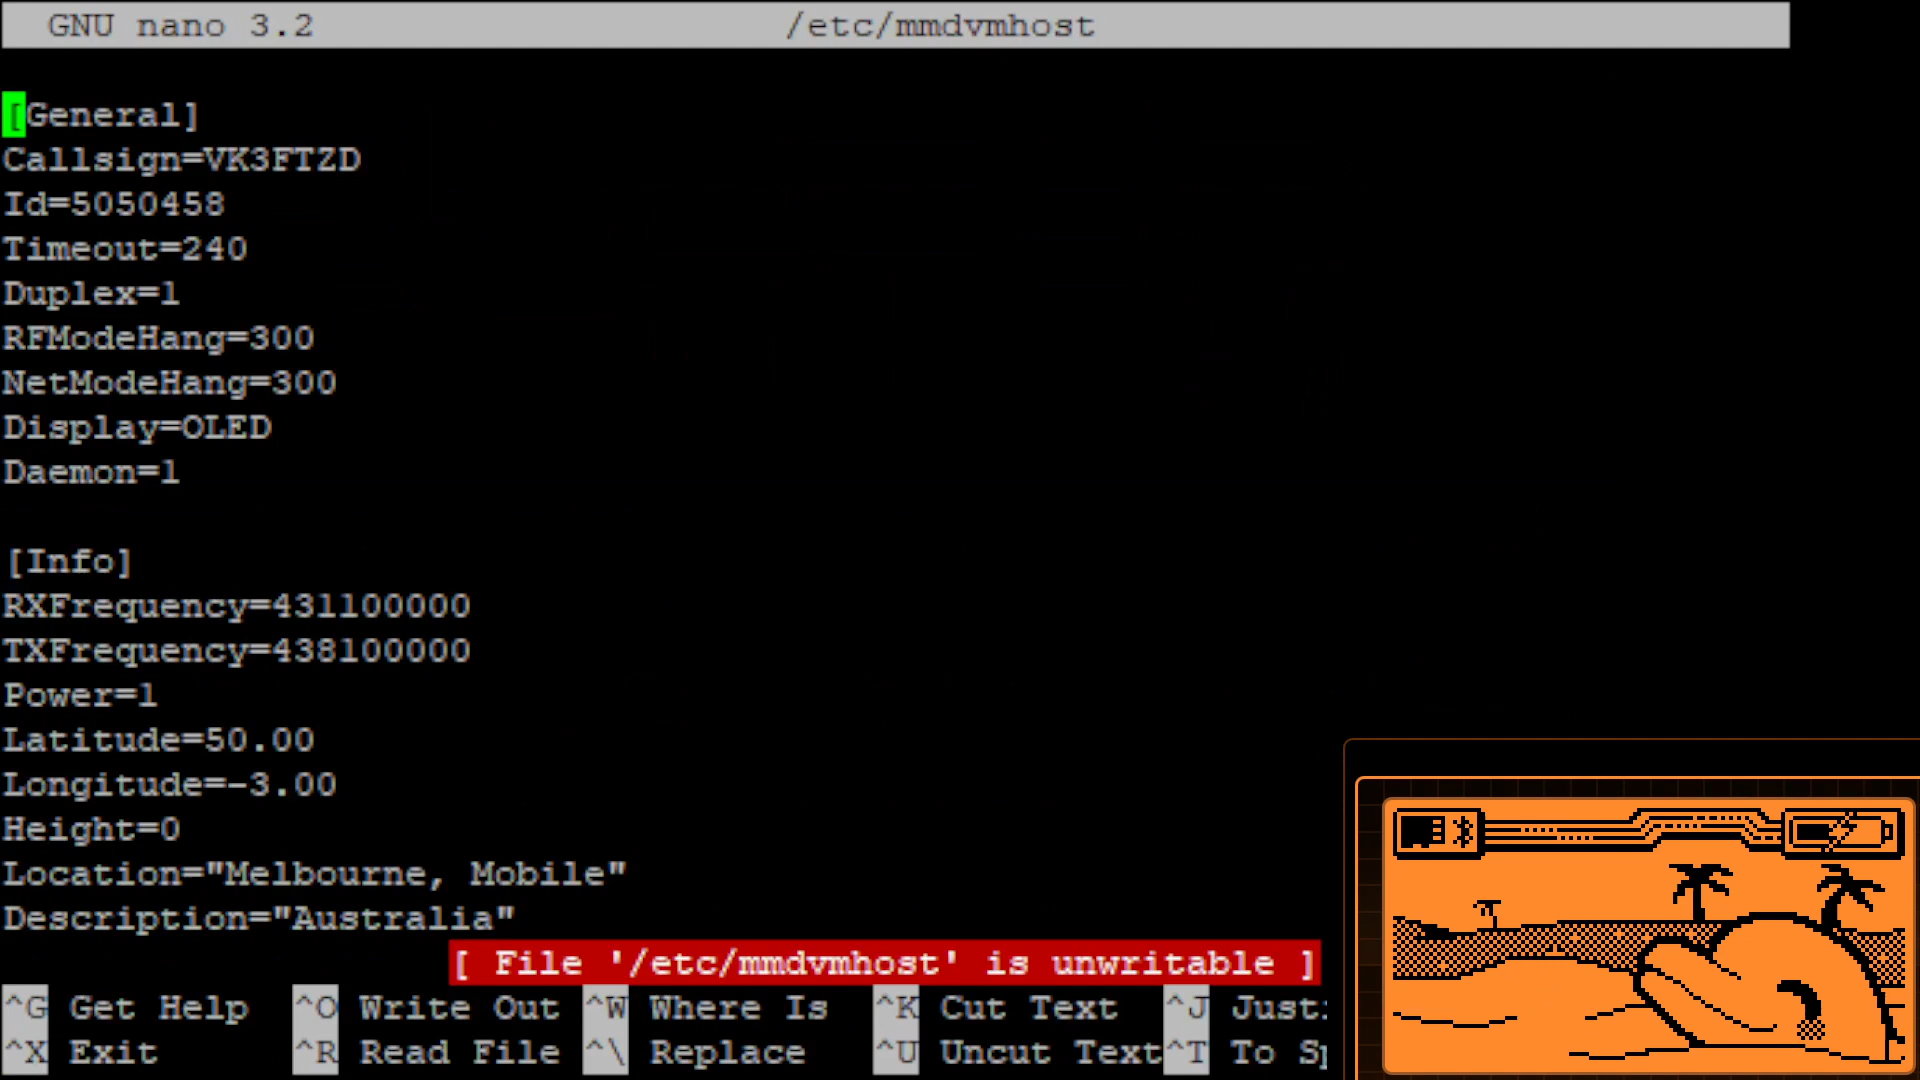 GNU nano 3.2 /etc/mmdvmhost
[General]
Callsign=VK3FTZD
Id=5050458
Timeout=240
Duplex=1
RFModeHang=300
NetModeHang=300
Display=OLED
Daemon=1
[Info]
RXFrequency=431100000
TXFrequency=438100000
Power=1
Latitude=50.00
Longitude=-3.00
Height=0
Location="Melbourne, Mobile"
Description="Australia"
[ File '/etc/mmdvmhost' is unwritable ]
^G Get Help ^O Write Out ^W Where Is ^K Cut Text ^J Justi
^X Exit ^R Read File ^\ Replace ^U Uncut Text ^T To Sp